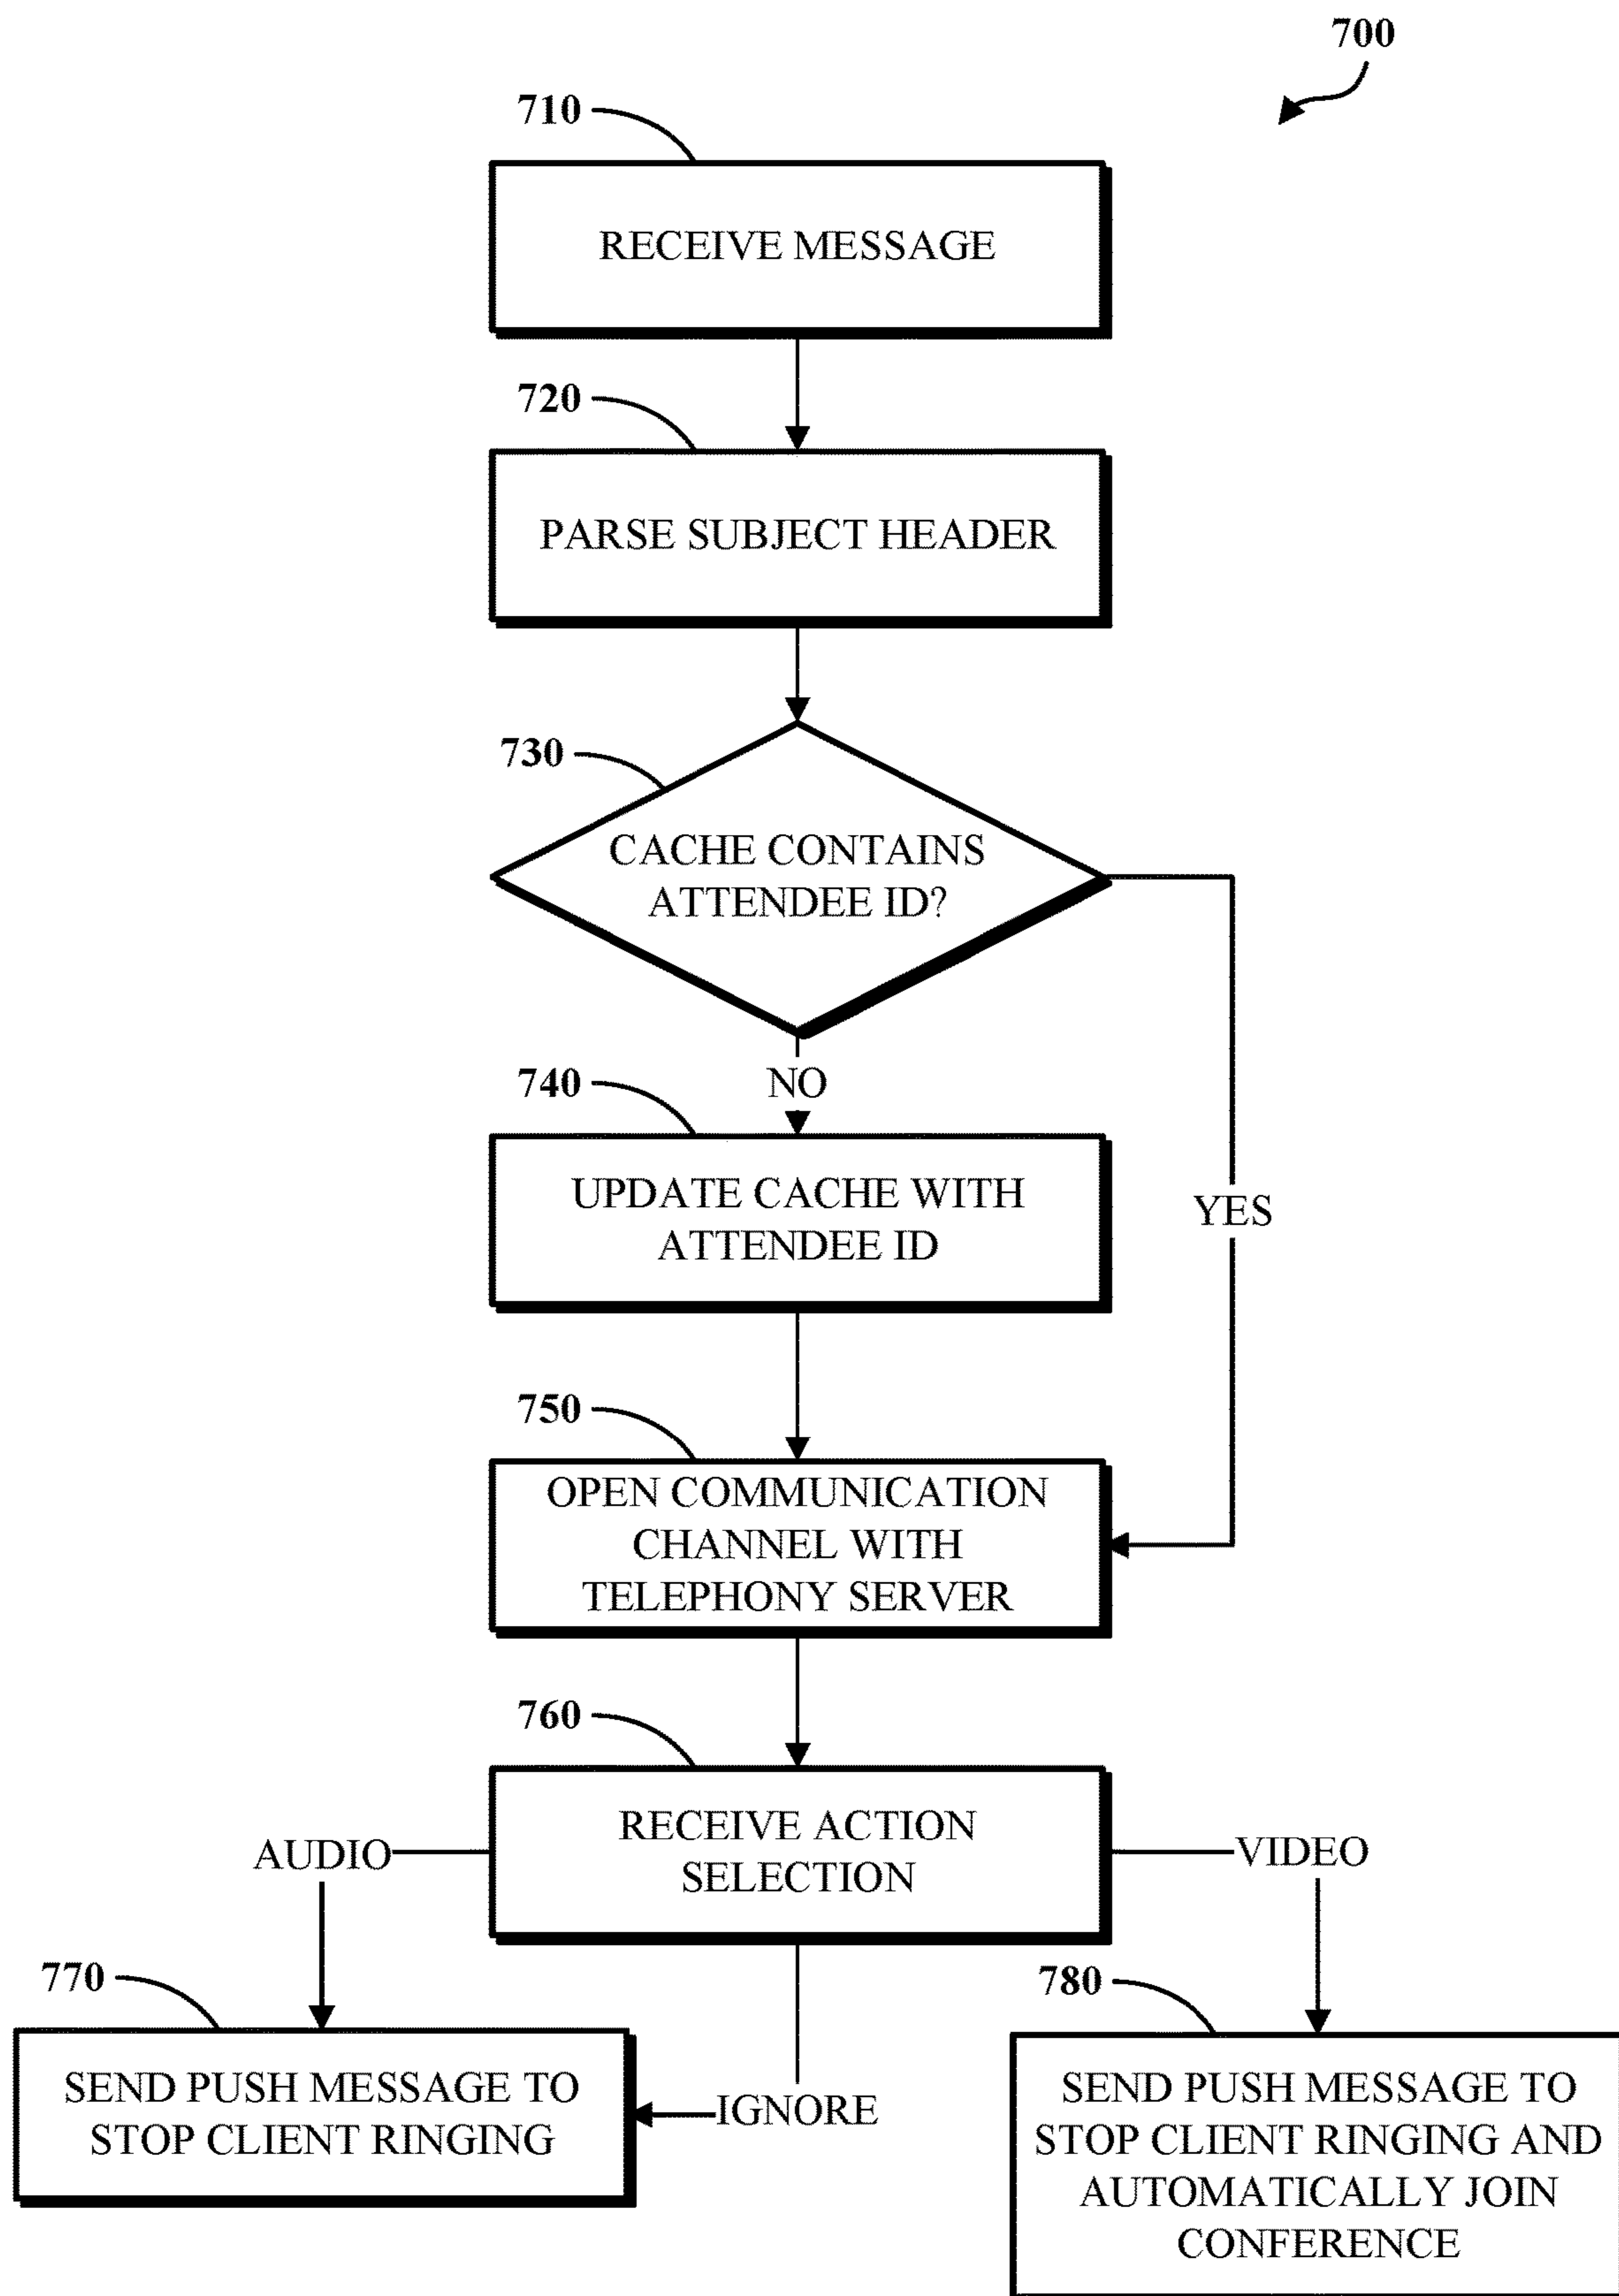 700
710
RECEIVE MESSAGE
720
PARSE SUBJECT HEADER
730
CACHE CONTAINS
ATTENDEE ID?
NO
YES
740
UPDATE CACHE WITH
ATTENDEE ID
750
OPEN COMMUNICATION
CHANNEL WITH
TELEPHONY SERVER
760
RECEIVE ACTION
SELECTION
AUDIO
VIDEO
IGNORE
770
SEND PUSH MESSAGE TO
STOP CLIENT RINGING
780
SEND PUSH MESSAGE TO
STOP CLIENT RINGING AND
AUTOMATICALLY JOIN
CONFERENCE